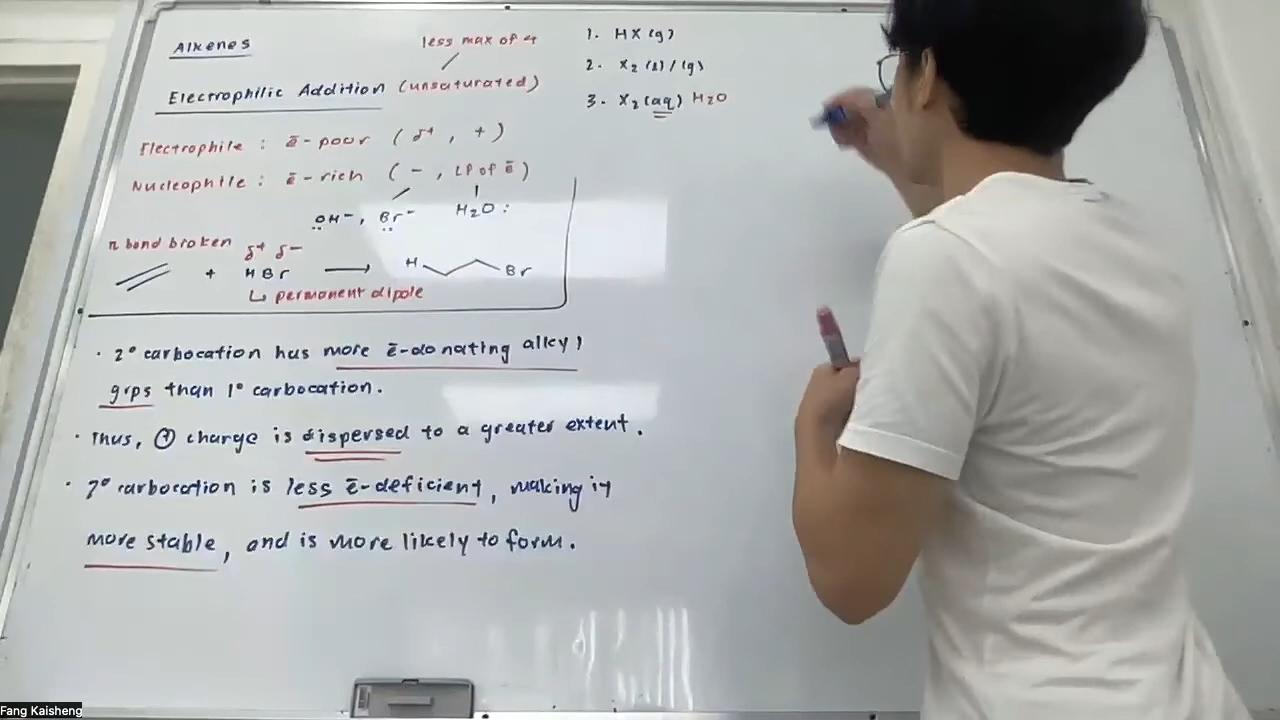 Alkenes
less max of 4
Electrophilic Addition (unsaturated)
Electrophile : ē-poor ( δ+ , + )
Nucleophile : ē-rich ( - , LP of ē )
OH⁻, Br⁻ H₂O :
π bond broken δ+ δ-
+ HBr → H Br
↳ permanent dipole
· 2° carbocation has more ē-donating alkyl
grps than 1° carbocation.
· Thus, ⊕ charge is dispersed to a greater extent.
· 2° carbocation is less ē-deficient, making it
more stable, and is more likely to form.
1. HX (g)
2. X₂ (l) / (g)
3. X₂ (aq) H₂O
Fang Kaisheng